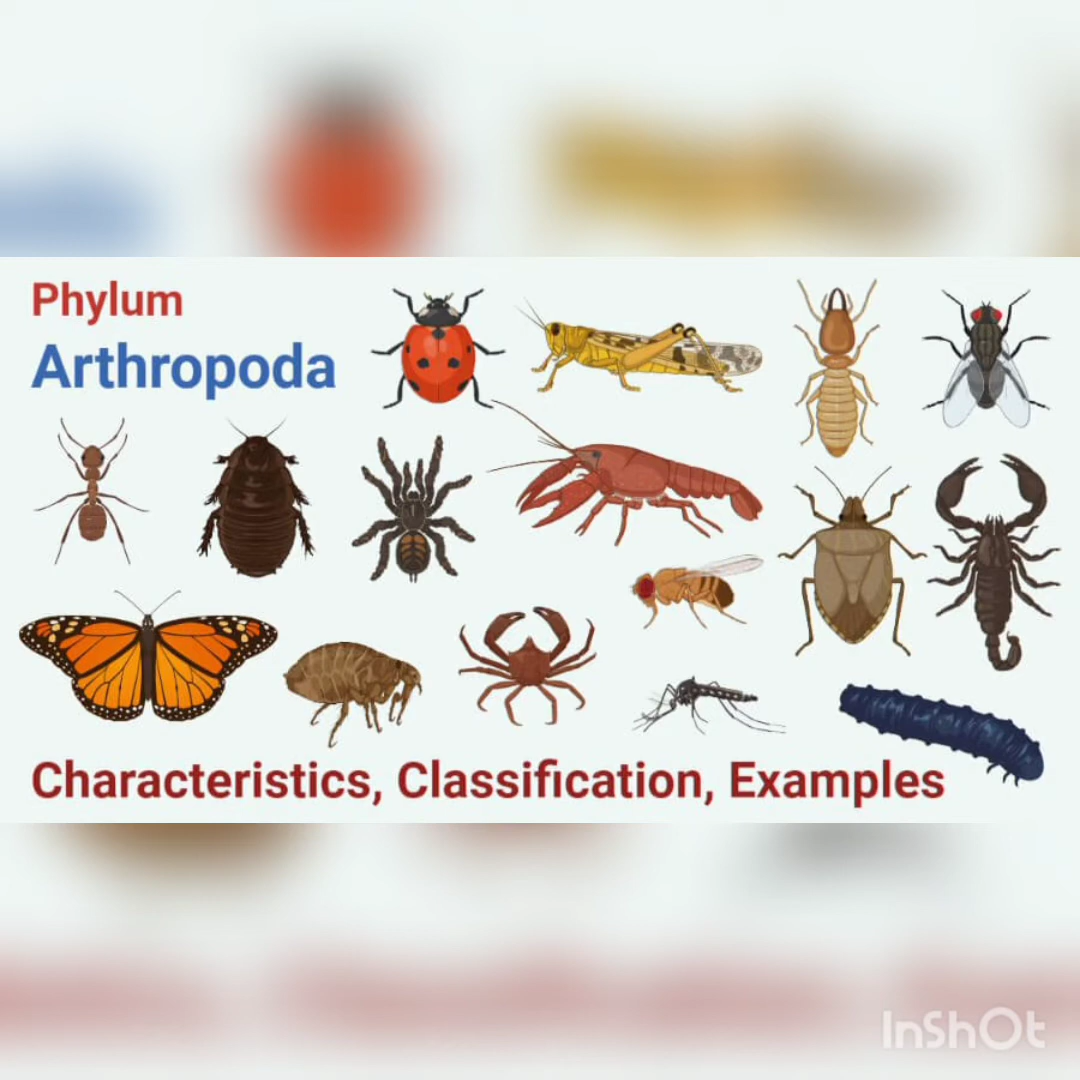 Phylum
Arthropoda
Characteristics, Classification, Examples
InShOt